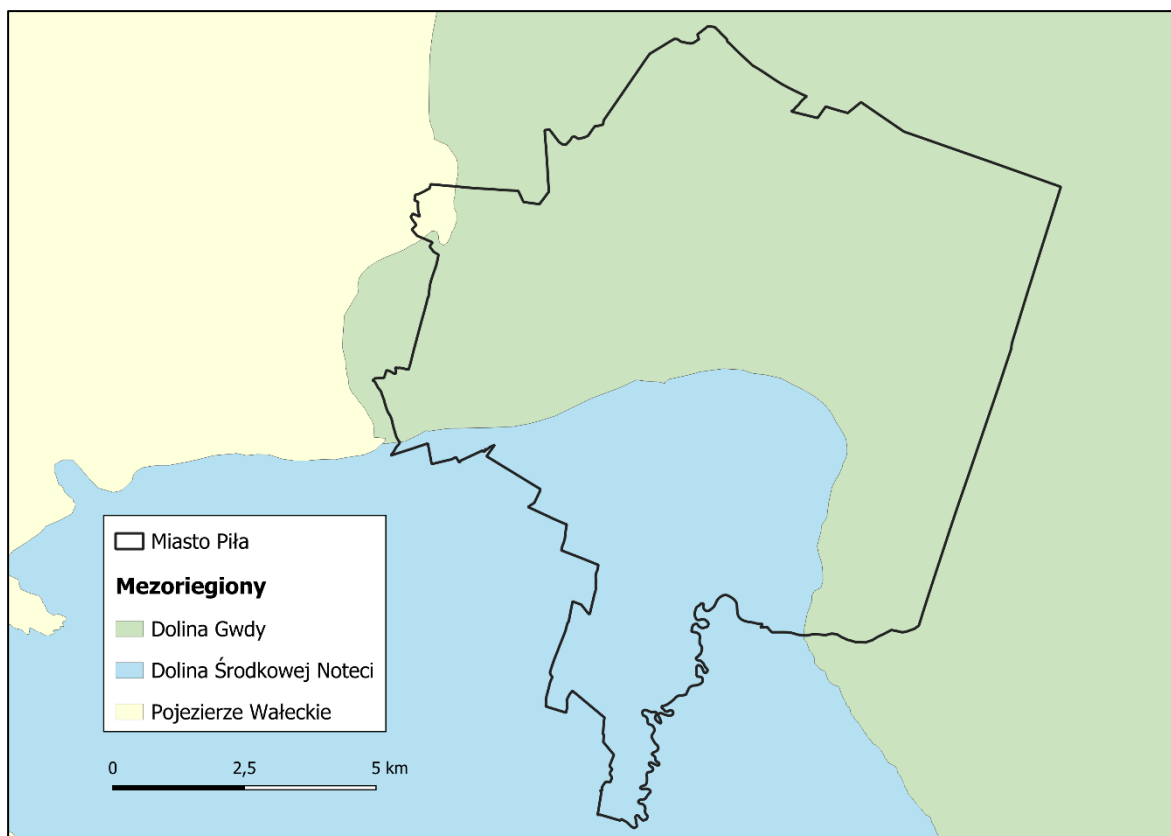 Miasto Piła
Mezoriegiony
Dolina Gwdy
Dolina Środkowej Noteci
Pojezierze Wałeckie
0 2,5 5 km